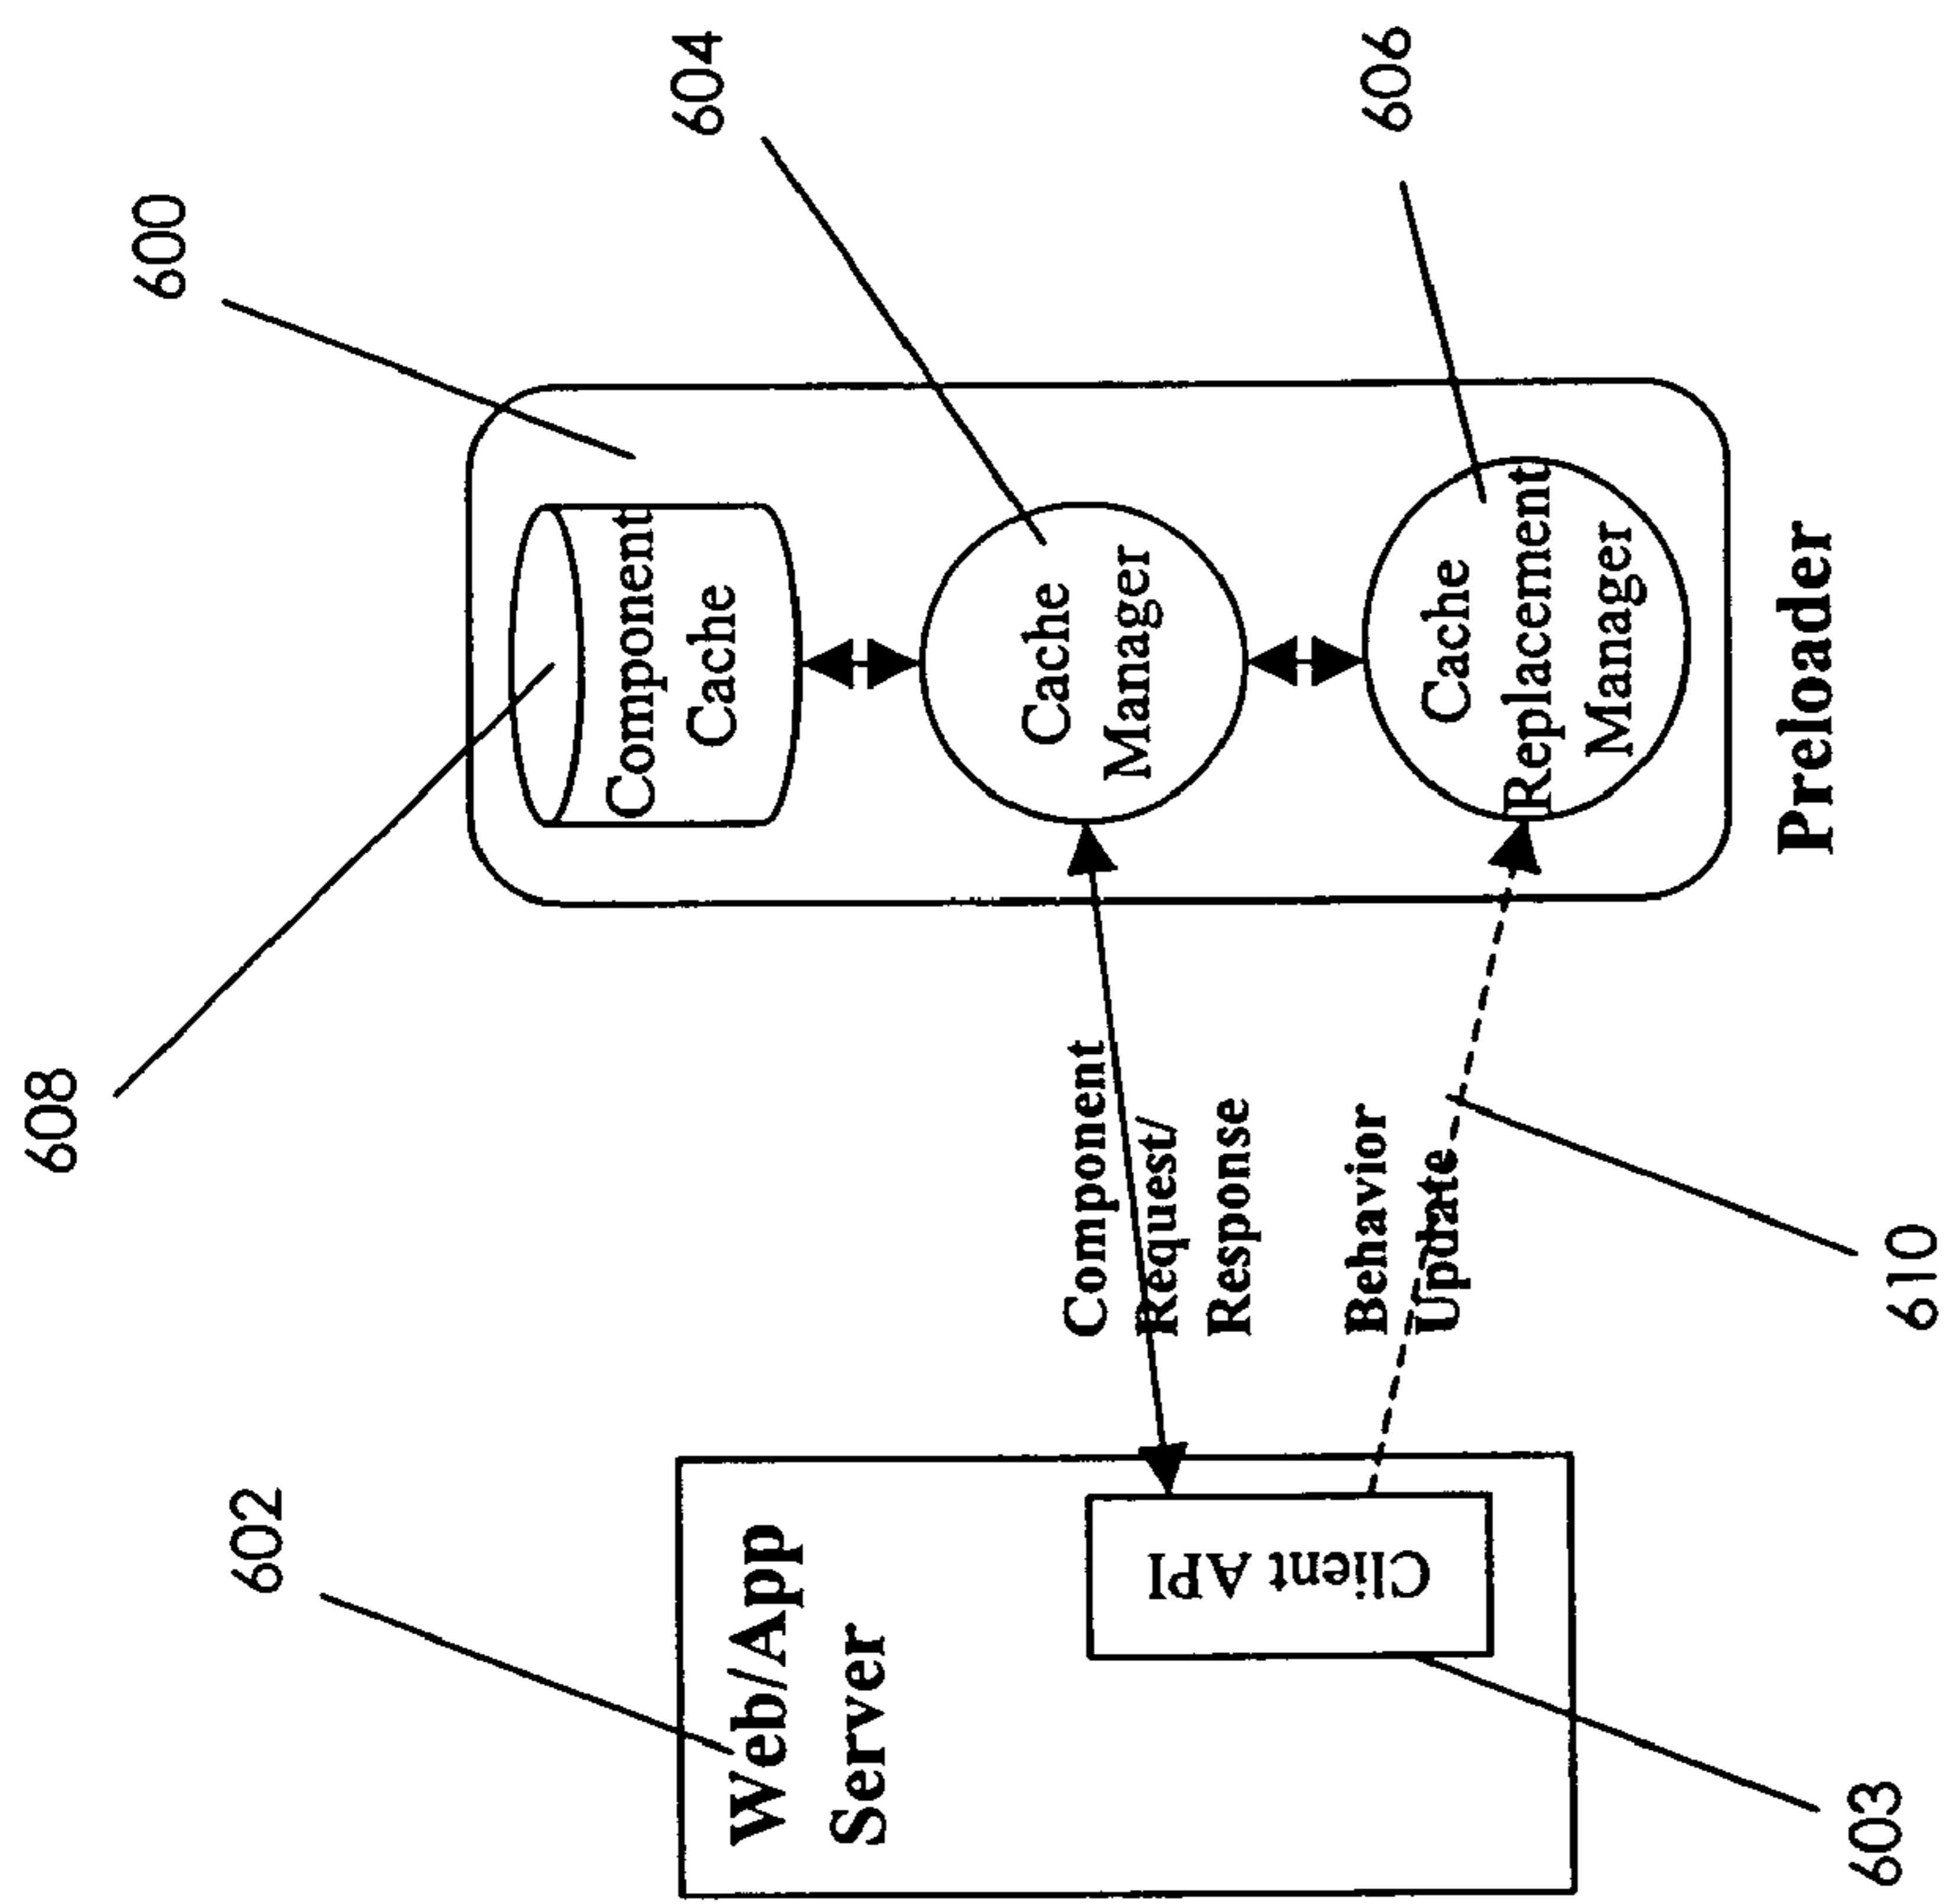 608
600
604
606
602
603
610
Web/App
Server
Client API
Component
Request/
Response
Behavior
Update
Component
Cache
Cache
Manager
Cache
Replacement
Manager
Preloader